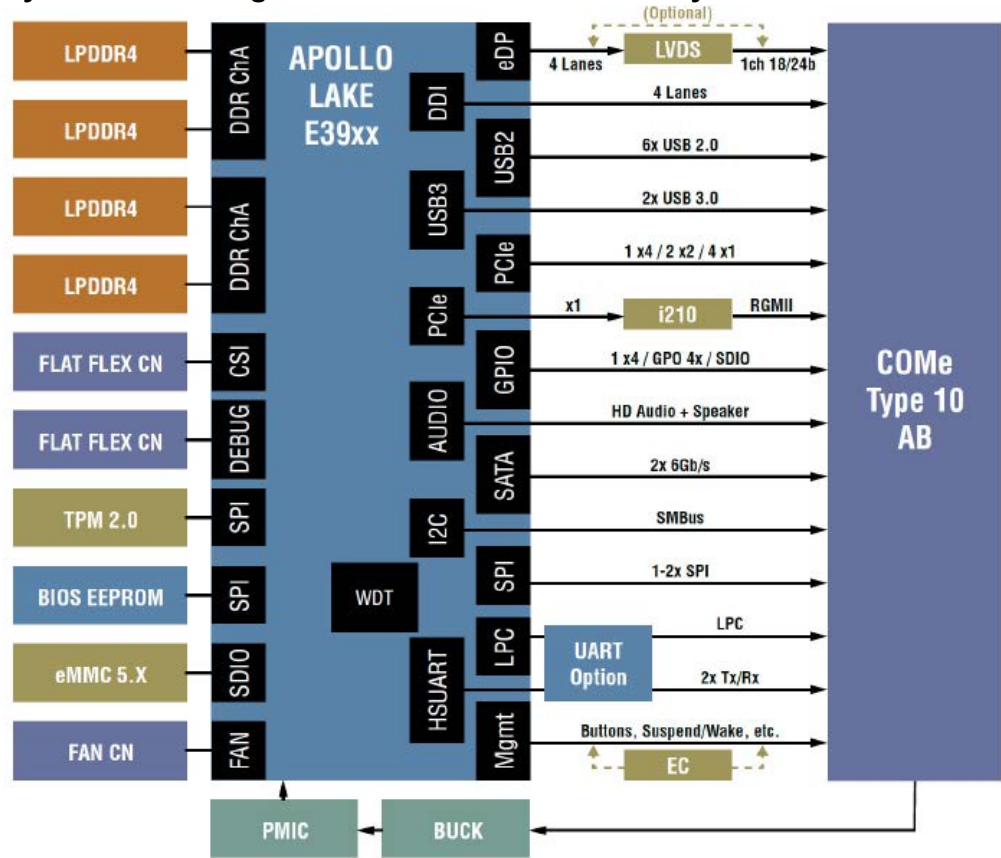 (Optional)
LPDDR4
LPDDR4
LPDDR4
LPDDR4
FLAT FLEX CN
FLAT FLEX CN
TPM 2.0
BIOS EEPROM
eMMC 5.X
FAN CN
DDR ChA
DDR ChA
CSI
DEBUG
SPI
SPI
SDIO
FAN
APOLLO
LAKE
E39xx
WDT
eDP
DDI
USB2
USB3
PCIe
PCIe
GPIO
AUDIO
SATA
I2C
SPI
LPC
HSUART
Mgmt
4 Lanes
LVDS
1ch 18/24b
4 Lanes
6x USB 2.0
2x USB 3.0
1 x4 / 2 x2 / 4 x1
x1
i210
RGMII
1 x4 / GPO 4x / SDIO
HD Audio + Speaker
2x 6Gb/s
SMBus
1-2x SPI
LPC
UART
Option
2x Tx/Rx
Buttons, Suspend/Wake, etc.
EC
COMe
Type 10
AB
PMIC
BUCK